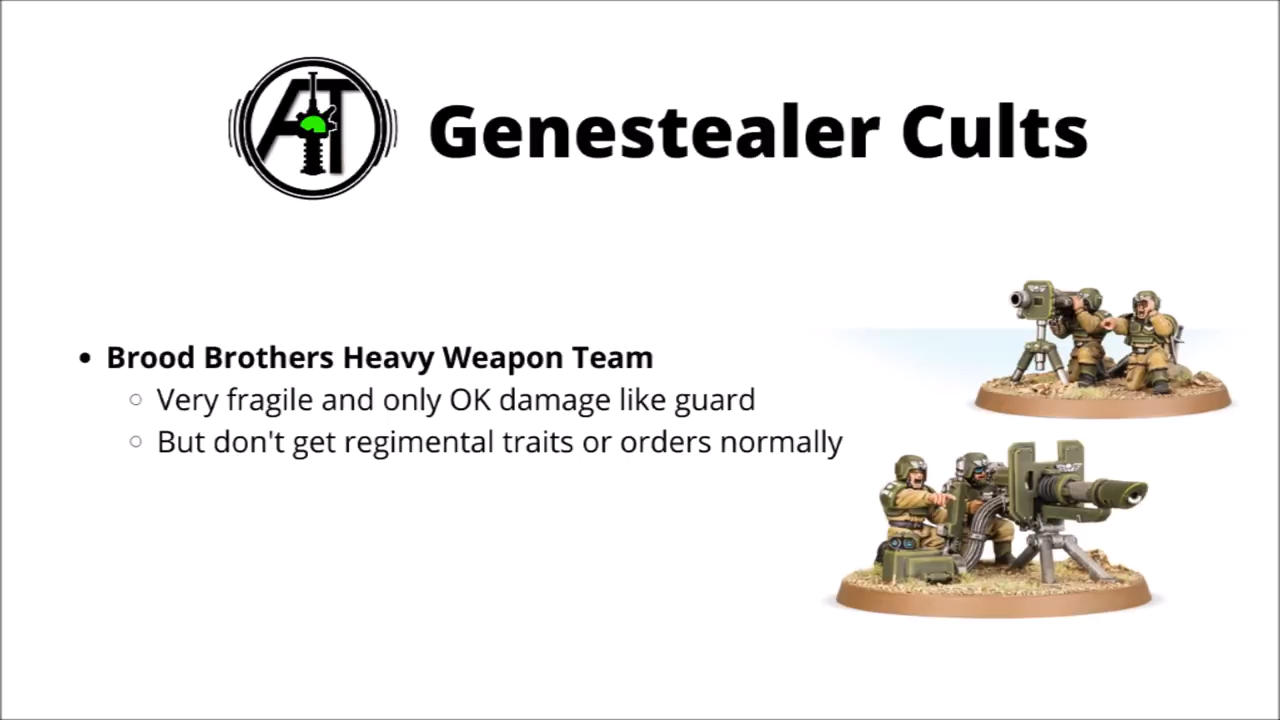 AT
Genestealer Cults
Brood Brothers Heavy Weapon Team
Very fragile and only OK damage like guard
But don't get regimental traits or orders normally